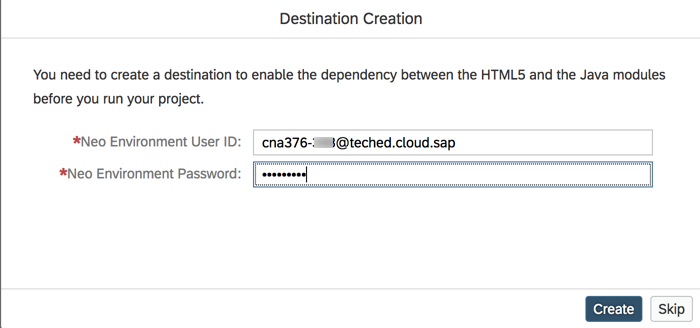 Destination Creation
You need to create a destination to enable the dependency between the HTML5 and the Java modules
before you run your project.
*Neo Environment User ID: cna376-
@teched.cloud.sap
*Neo Environment Password: •••••••••
Create Skip